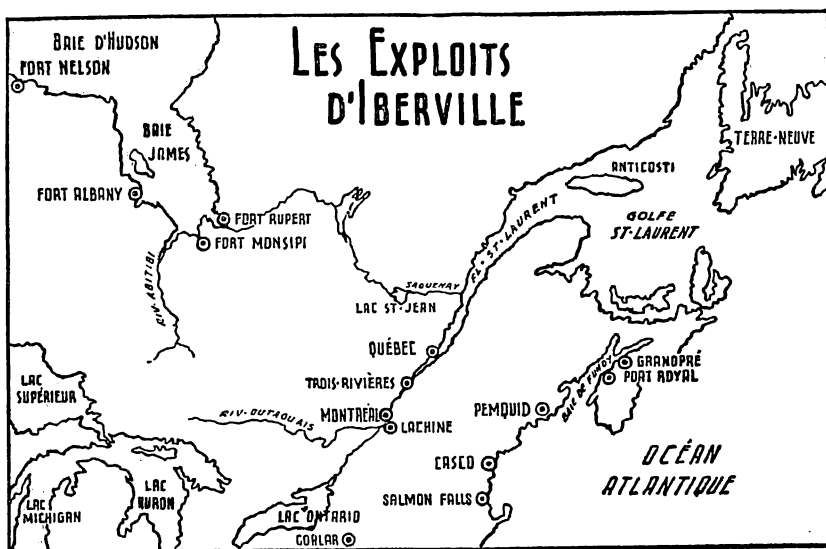 LES EXPLOITS
D'IBERVILLE
BAIE D'HUDSON
FORT NELSON
BAIE
JAMES
FORT ALBANY
FORT RUPERT
FORT MONSIPI
RIV-ABITIBI
TERRE-NEUVE
ANTICOSTI
GOLFE
ST-LAURENT
FL-ST-LAURENT
SAGUENAY
LAC ST-JEAN
QUÉBEC
TROIS-RIVIÈRES
MONTRÉAL
LACHINE
RIV-OUTAOUAIS
LAC
SUPÉRIEUR
LAC
MICHIGAN
LAC
HURON
LAC ONTARIO
CORLAR
GRANDPRÉ
PORT ROYAL
BAIE DE FUNDY
PEMQUID
CASCO
SALMON FALLS
OCÉAN
ATLANTIQUE